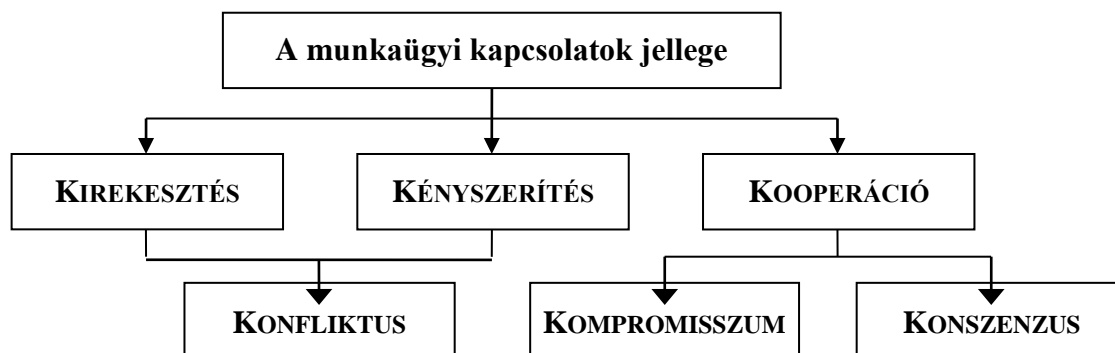 A munkaügyi kapcsolatok jellege
KIREKESZTÉS
KÉNYSZERÍTÉS
KOOPERÁCIÓ
KONFLIKTUS
KOMPROMISSZUM
KONSZENZUS